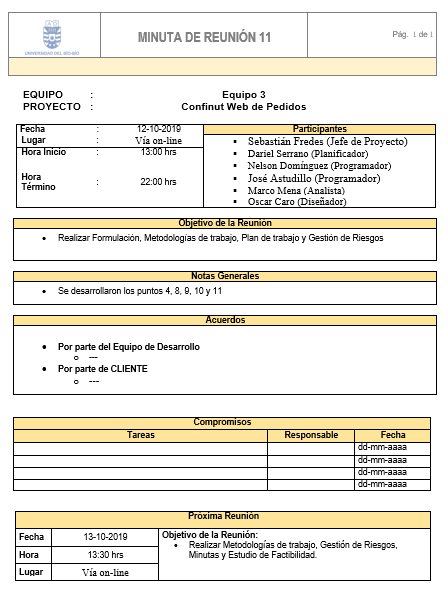 UNIVERSIDAD DEL BÍO-BÍO
MINUTA DE REUNIÓN 11
Pág. 1 de 1
EQUIPO : Equipo 3
PROYECTO : Confinut Web de Pedidos
Fecha : 12-10-2019
Lugar : Vía on-line
Hora Inicio : 13:00 hrs
Hora Término : 22:00 hrs
Participantes
▪ Sebastián Fredes (Jefe de Proyecto)
▪ Dariel Serrano (Planificador)
▪ Nelson Domínguez (Programador)
▪ José Astudillo (Programador)
▪ Marco Mena (Analista)
▪ Oscar Caro (Diseñador)
Objetivo de la Reunión
• Realizar Formulación, Metodologías de trabajo, Plan de trabajo y Gestión de Riesgos
Notas Generales
• Se desarrollaron los puntos 4, 8, 9, 10 y 11
Acuerdos
• Por parte del Equipo de Desarrollo
o ---
• Por parte de CLIENTE
o ---
Compromisos
Tareas Responsable Fecha
dd-mm-aaaa
dd-mm-aaaa
dd-mm-aaaa
dd-mm-aaaa
Próxima Reunión
Fecha 13-10-2019
Hora 13:30 hrs
Lugar Vía on-line
Objetivo de la Reunión:
• Realizar Metodologías de trabajo, Gestión de Riesgos,
Minutas y Estudio de Factibilidad.